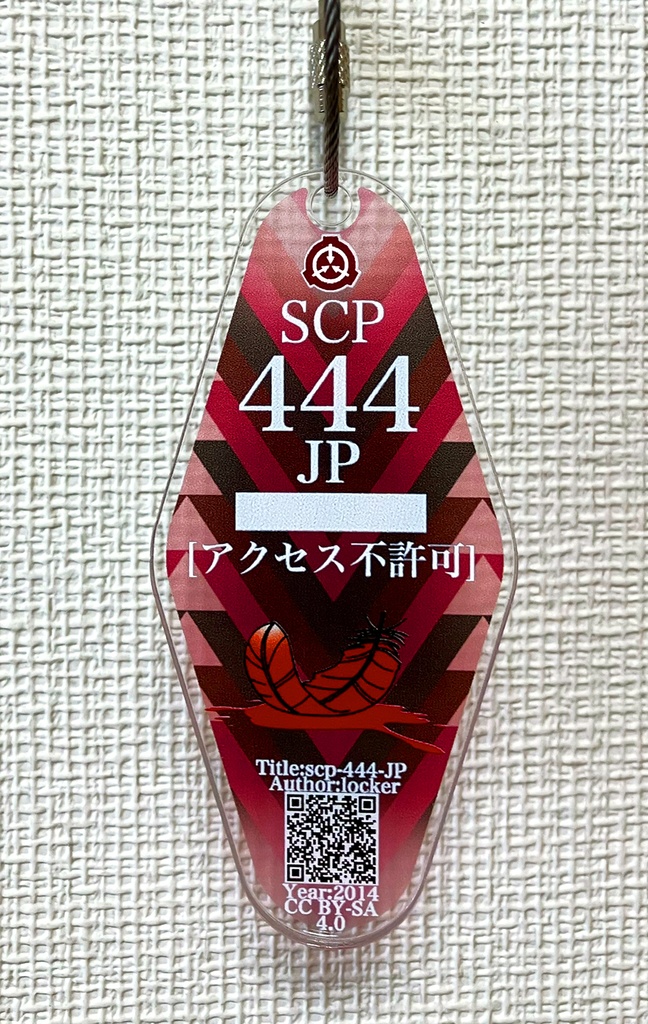 SCP
444
JP
[アクセス不許可]
Title:scp-444-JP
Author:locker
Year:2014
CC BY-SA
4.0